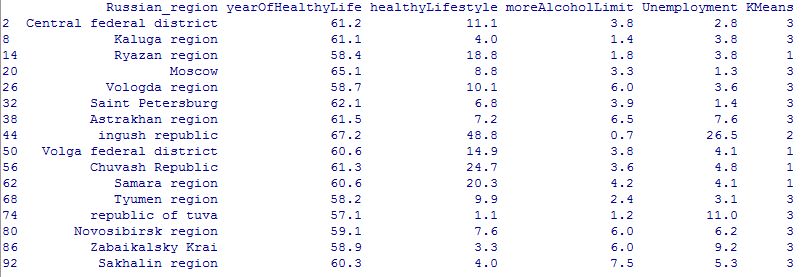 Russian_region yearOfHealthyLife healthyLifestyle moreAlcoholLimit Unemployment KMeans
2 Central federal district 61.2 11.1 3.8 2.8 3
8 Kaluga region 61.1 4.0 1.4 3.8 3
14 Ryazan region 58.4 18.8 1.8 3.8 1
20 Moscow 65.1 8.8 3.3 1.3 3
26 Vologda region 58.7 10.1 6.0 3.6 3
32 Saint Petersburg 62.1 6.8 3.9 1.4 3
38 Astrakhan region 61.5 7.2 6.5 7.6 3
44 ingush republic 67.2 48.8 0.7 26.5 2
50 Volga federal district 60.6 14.9 3.8 4.1 1
56 Chuvash Republic 61.3 24.7 3.6 4.8 1
62 Samara region 60.6 20.3 4.2 4.1 1
68 Tyumen region 58.2 9.9 2.4 3.1 3
74 republic of tuva 57.1 1.1 1.2 11.0 3
80 Novosibirsk region 59.1 7.6 6.0 6.2 3
86 Zabaikalsky Krai 58.9 3.3 6.0 9.2 3
92 Sakhalin region 60.3 4.0 7.5 5.3 3